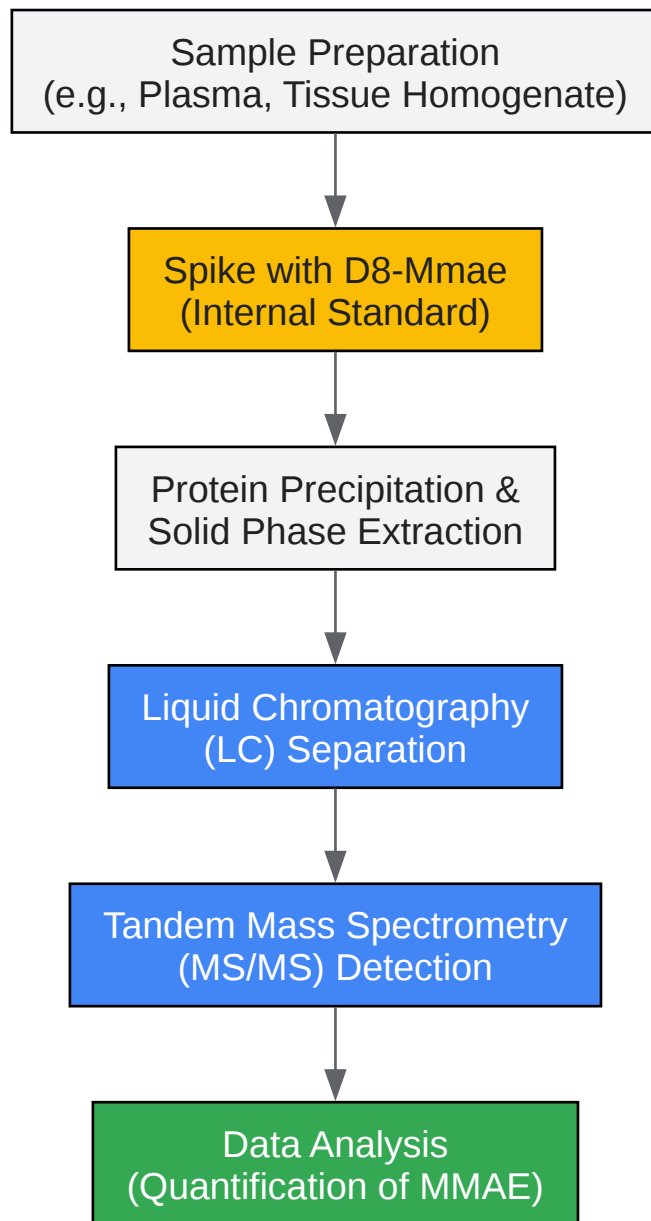 Sample Preparation
(e.g., Plasma, Tissue Homogenate)
Spike with D8-Mmae
(Internal Standard)
Protein Precipitation &
Solid Phase Extraction
Liquid Chromatography
(LC) Separation
Tandem Mass Spectrometry
(MS/MS) Detection
Data Analysis
(Quantification of MMAE)